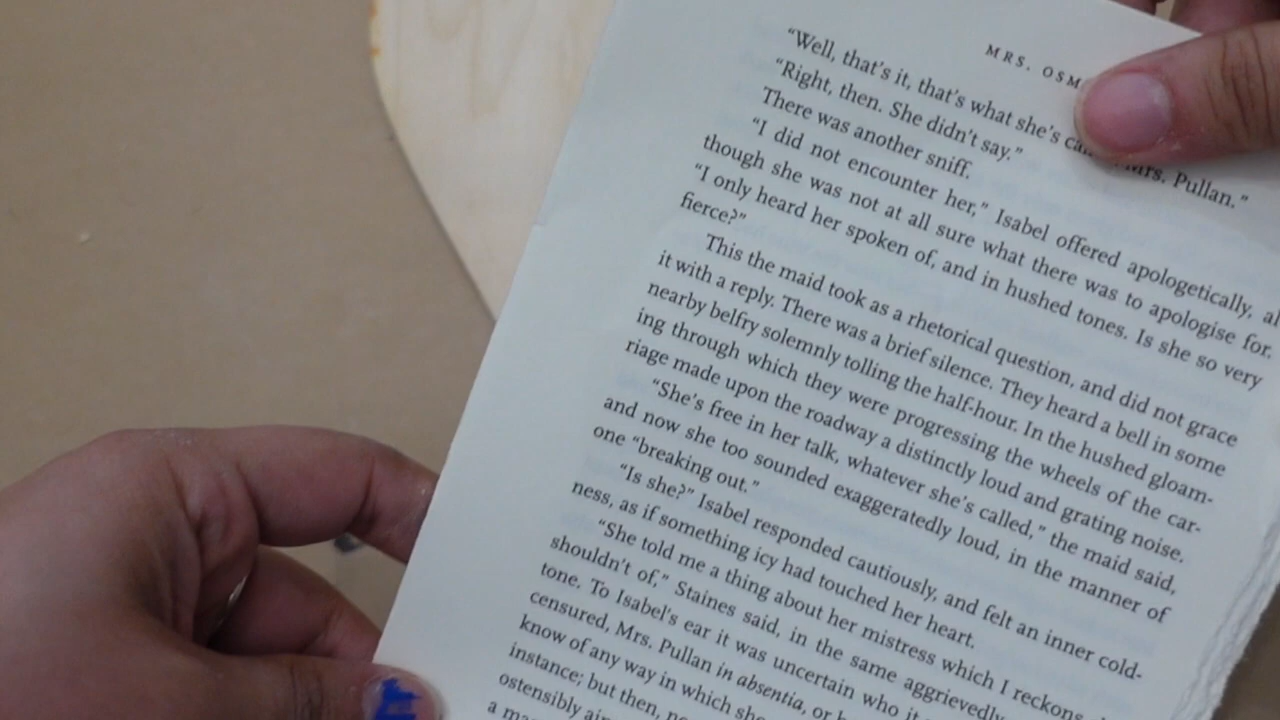 MRS. OSM
“Well, that’s it, that’s what she’s Mrs. Pullan.”
“Right, then. She didn’t say.”
There was another sniff.
“I did not encounter her,” Isabel offered apologetically, al
though she was not at all sure what there was to apologise for.
“I only heard her spoken of, and in hushed tones. Is she so very
fierce?”
This the maid took as a rhetorical question, and did not grace
it with a reply. There was a brief silence. They heard a bell in some
nearby belfry solemnly tolling the half-hour. In the hushed gloam-
ing through which they were progressing the wheels of the car-
riage made upon the roadway a distinctly loud and grating noise.
“She’s free in her talk, whatever she’s called,” the maid said,
and now she too sounded exaggeratedly loud, in the manner of
one “breaking out.”
“Is she?” Isabel responded cautiously, and felt an inner cold-
ness, as if something icy had touched her heart.
“She told me a thing about her mistress which I reckons
shouldn’t of,” Staines said, in the same aggrievedly
tone. To Isabel’s ear it was uncertain who it
censured, Mrs. Pullan in absentia, or
know of any way in which she
instance; but then,
ostensibly
a